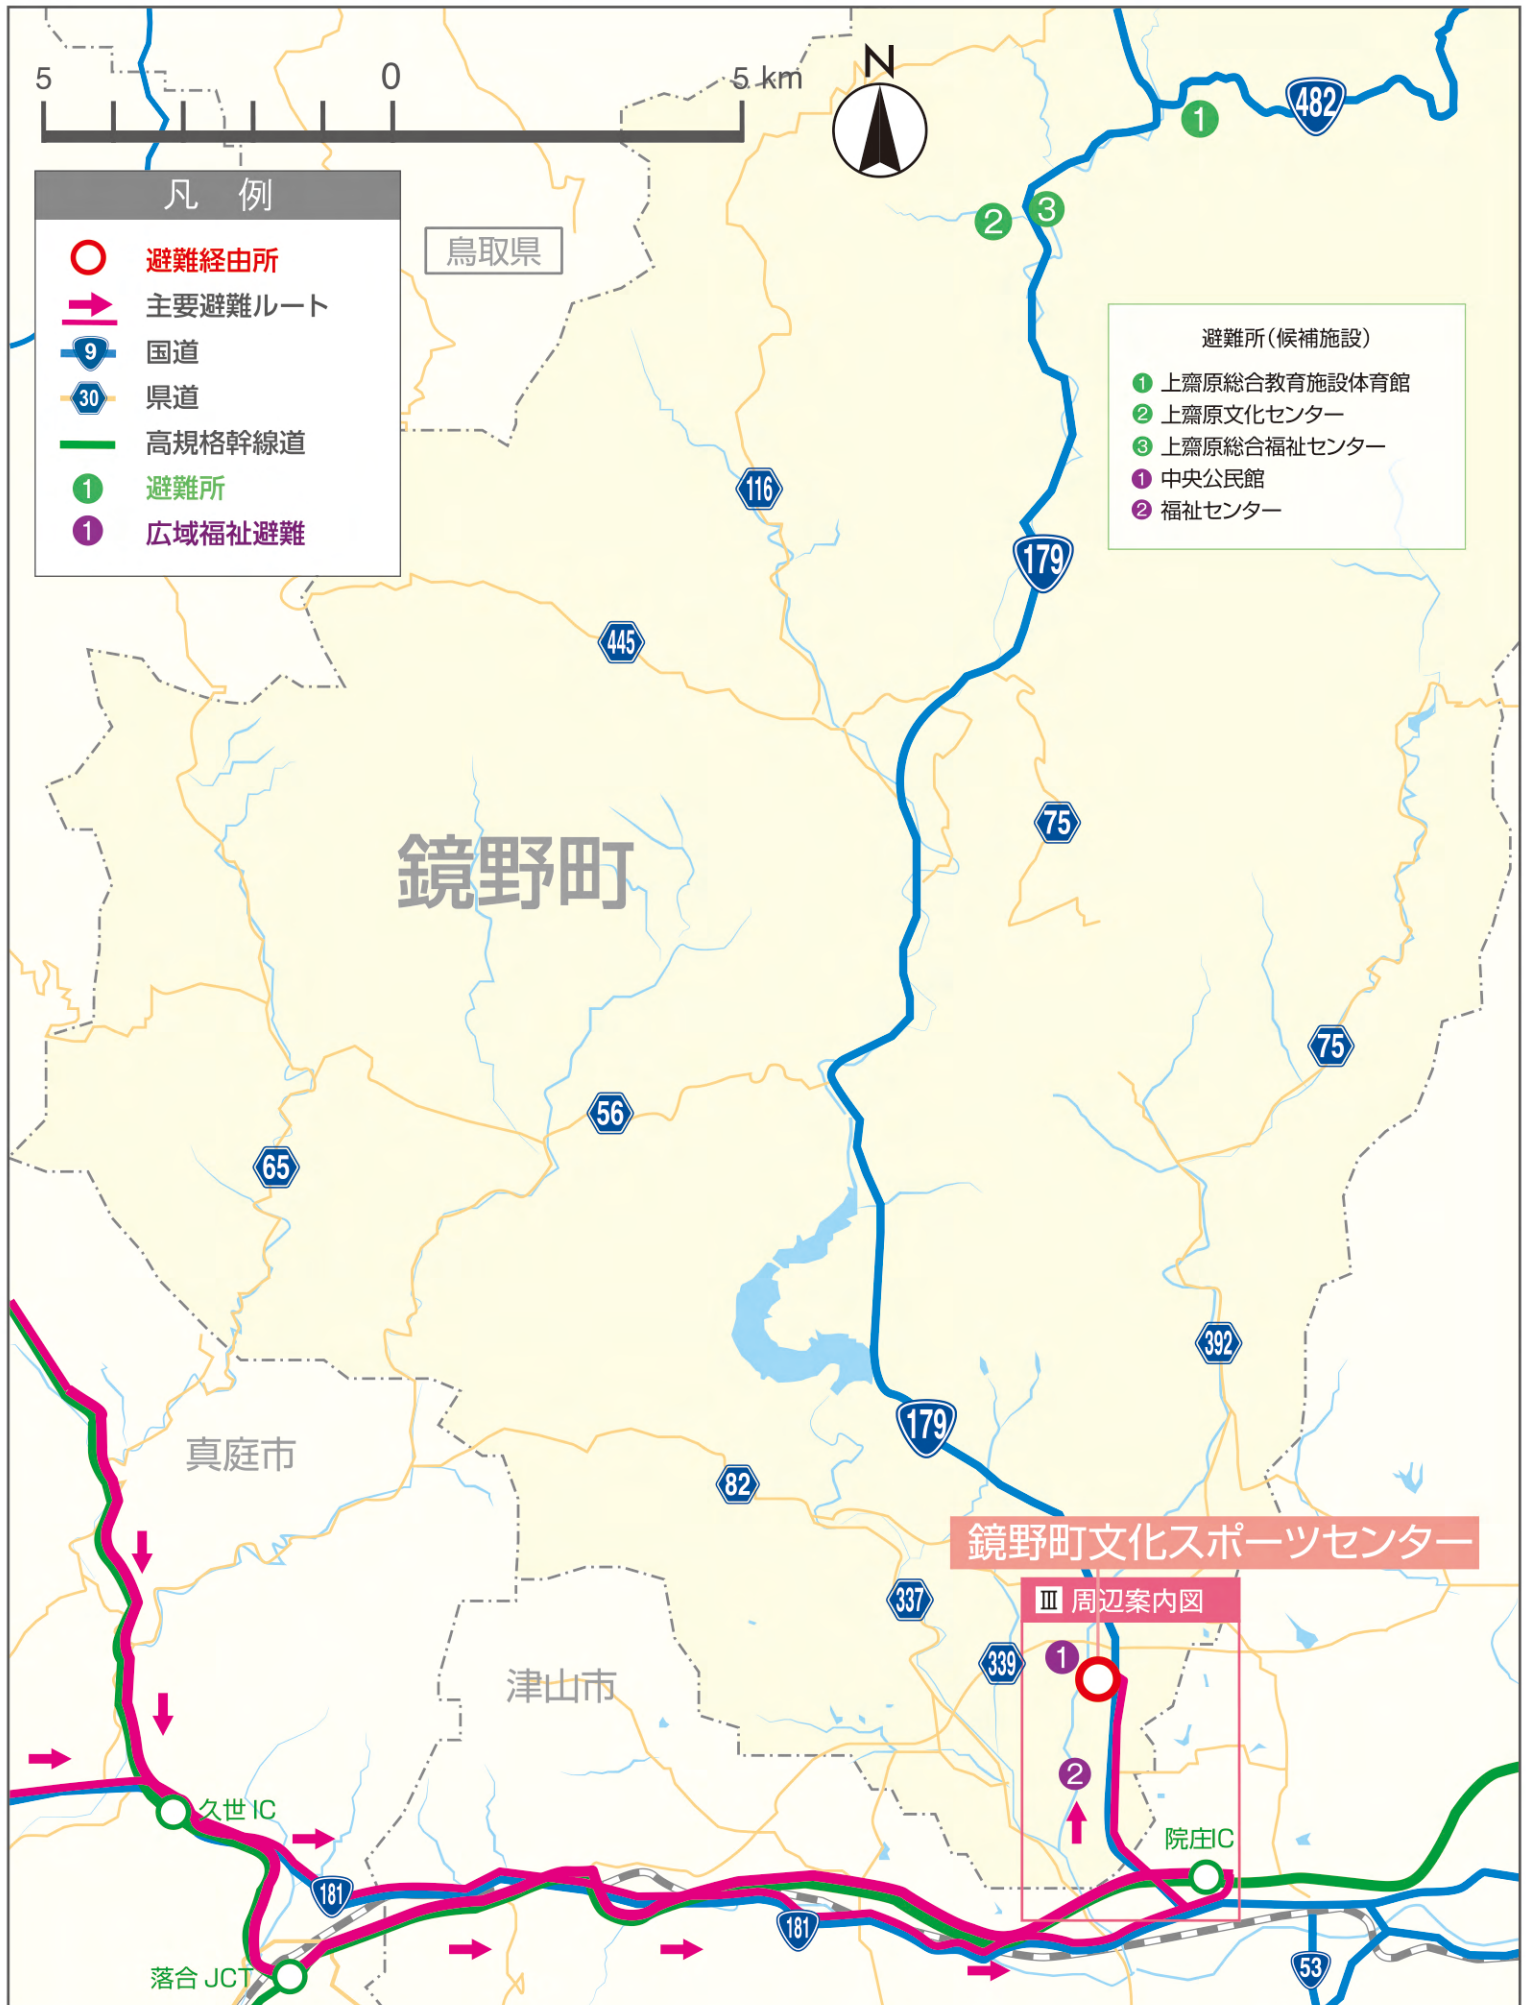 5 0 5 km
N
凡 例
避難経由所
主要避難ルート
9 国道
30 県道
高規格幹線道
1 避難所
1 広域福祉避難
鳥取県
482
1
2
3
避難所（候補施設）
1 上齋原総合教育施設体育館
2 上齋原文化センター
3 上齋原総合福祉センター
1 中央公民館
2 福祉センター
116
179
445
75
鏡野町
75
56
65
392
179
真庭市
82
鏡野町文化スポーツセンター
337
Ⅲ 周辺案内図
339
1
津山市
2
久世 IC
院庄IC
181
181
53
落合 JCT